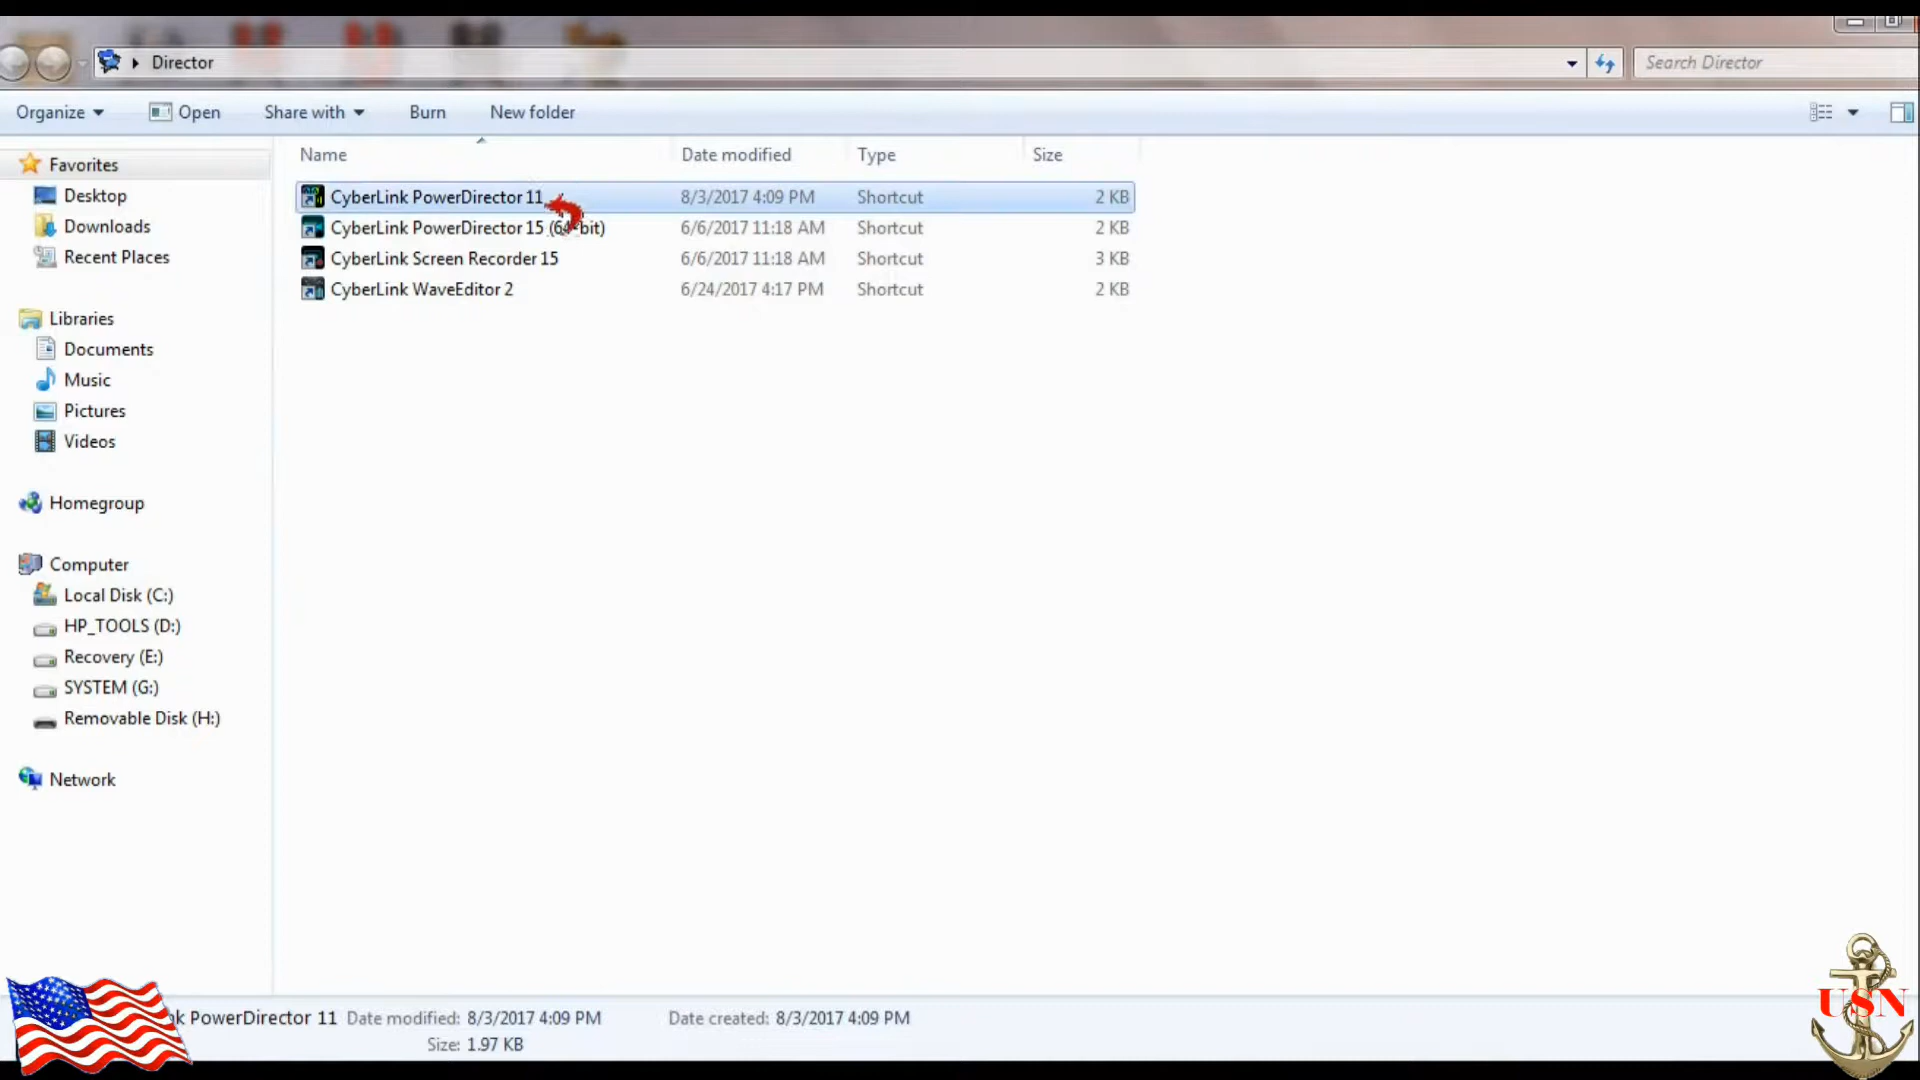 Director
Search Director
Organize
Open
Share with
Burn
New folder
Name
Date modified
Type
Size
Favorites
Desktop
Downloads
Recent Places
Libraries
Documents
Music
Pictures
Videos
Homegroup
Computer
Local Disk (C:)
HP_TOOLS (D:)
Recovery (E:)
SYSTEM (G:)
Removable Disk (H:)
Network
CyberLink PowerDirector 11 8/3/2017 4:09 PM Shortcut 2 KB
CyberLink PowerDirector 15 (64-bit) 6/6/2017 11:18 AM Shortcut 2 KB
CyberLink Screen Recorder 15 6/6/2017 11:18 AM Shortcut 3 KB
CyberLink WaveEditor 2 6/24/2017 4:17 PM Shortcut 2 KB
PowerDirector 11 Date modified: 8/3/2017 4:09 PM Date created: 8/3/2017 4:09 PM
Size: 1.97 KB
USN